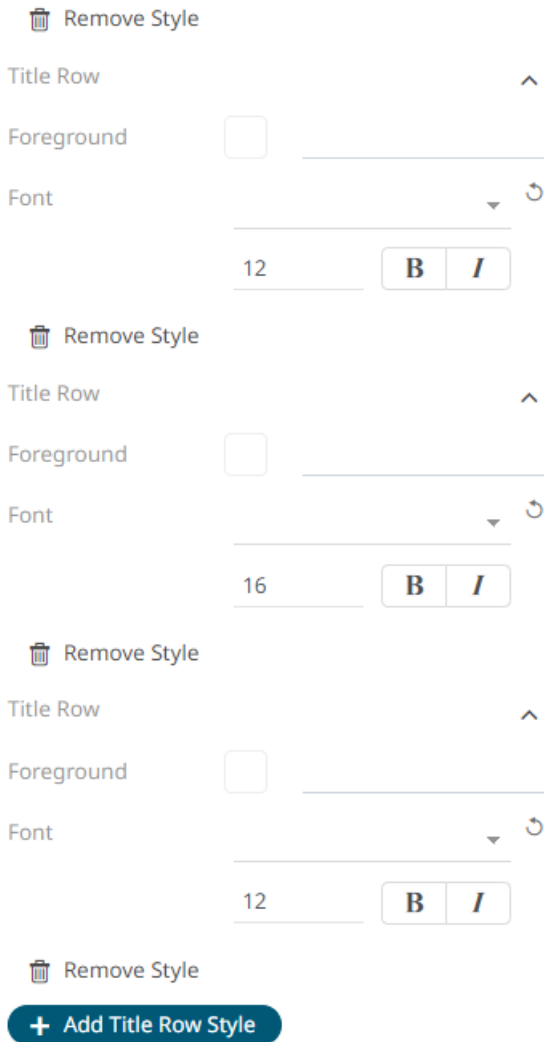 Remove Style
Title Row
Foreground
Font
12 B I
Remove Style
Title Row
Foreground
Font
16 B I
Remove Style
Title Row
Foreground
Font
12 B I
Remove Style
+ Add Title Row Style